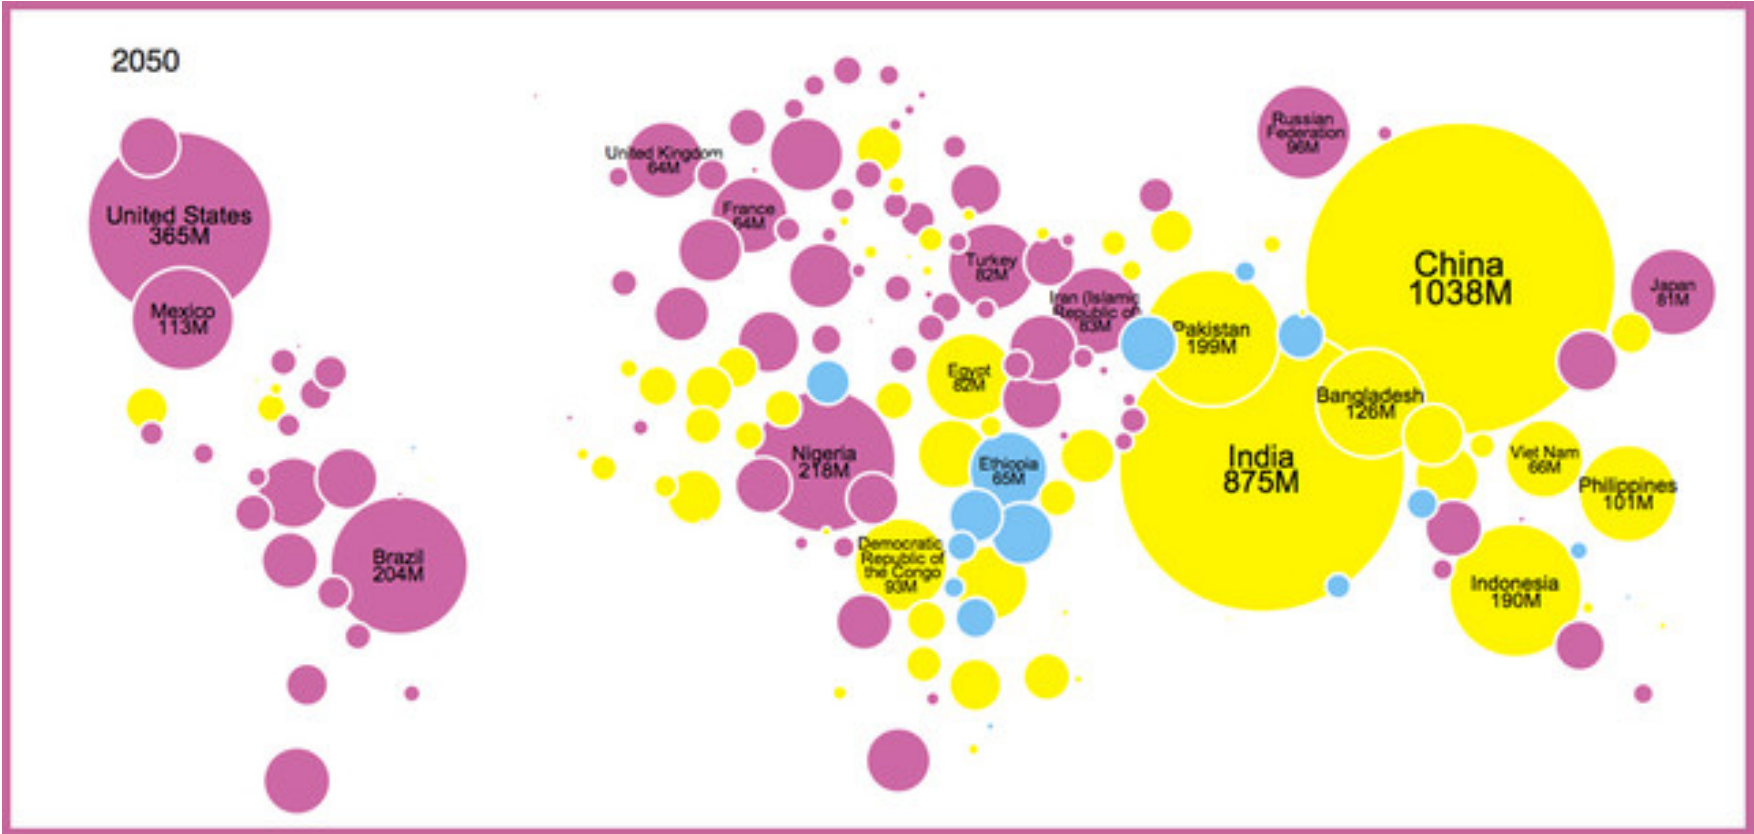 2050
United States
365M
Mexico
113M
Brazil
204M
United Kingdom
64M
France
64M
Turkey
82M
Iran (Islamic
Republic of
83M
Egypt
82M
Nigeria
218M
Ethiopia
65M
Democratic
Republic of
the Congo
93M
Russian
Federation
96M
China
1038M
Japan
81M
Pakistan
199M
Bangladesh
126M
India
875M
Viet Nam
66M
Philippines
101M
Indonesia
190M